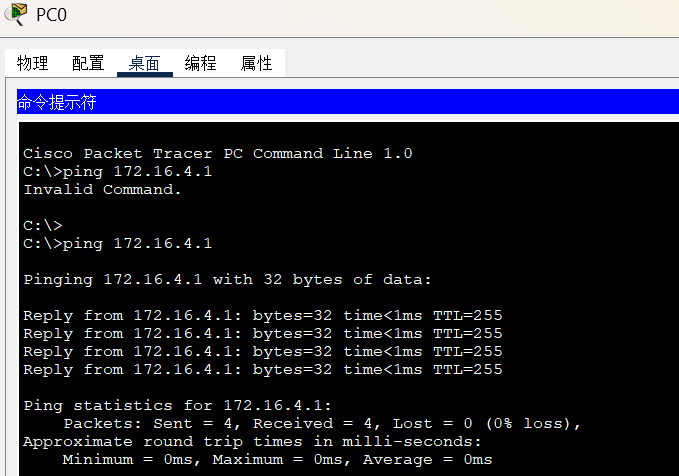 PC0
物理 配置 桌面 编程 属性
命令提示符
Cisco Packet Tracer PC Command Line 1.0
C:\>ping 172.16.4.1
Invalid Command.
C:\>
C:\>ping 172.16.4.1
Pinging 172.16.4.1 with 32 bytes of data:
Reply from 172.16.4.1: bytes=32 time<1ms TTL=255
Reply from 172.16.4.1: bytes=32 time<1ms TTL=255
Reply from 172.16.4.1: bytes=32 time<1ms TTL=255
Reply from 172.16.4.1: bytes=32 time<1ms TTL=255
Ping statistics for 172.16.4.1:
Packets: Sent = 4, Received = 4, Lost = 0 (0% loss),
Approximate round trip times in milli-seconds:
Minimum = 0ms, Maximum = 0ms, Average = 0ms